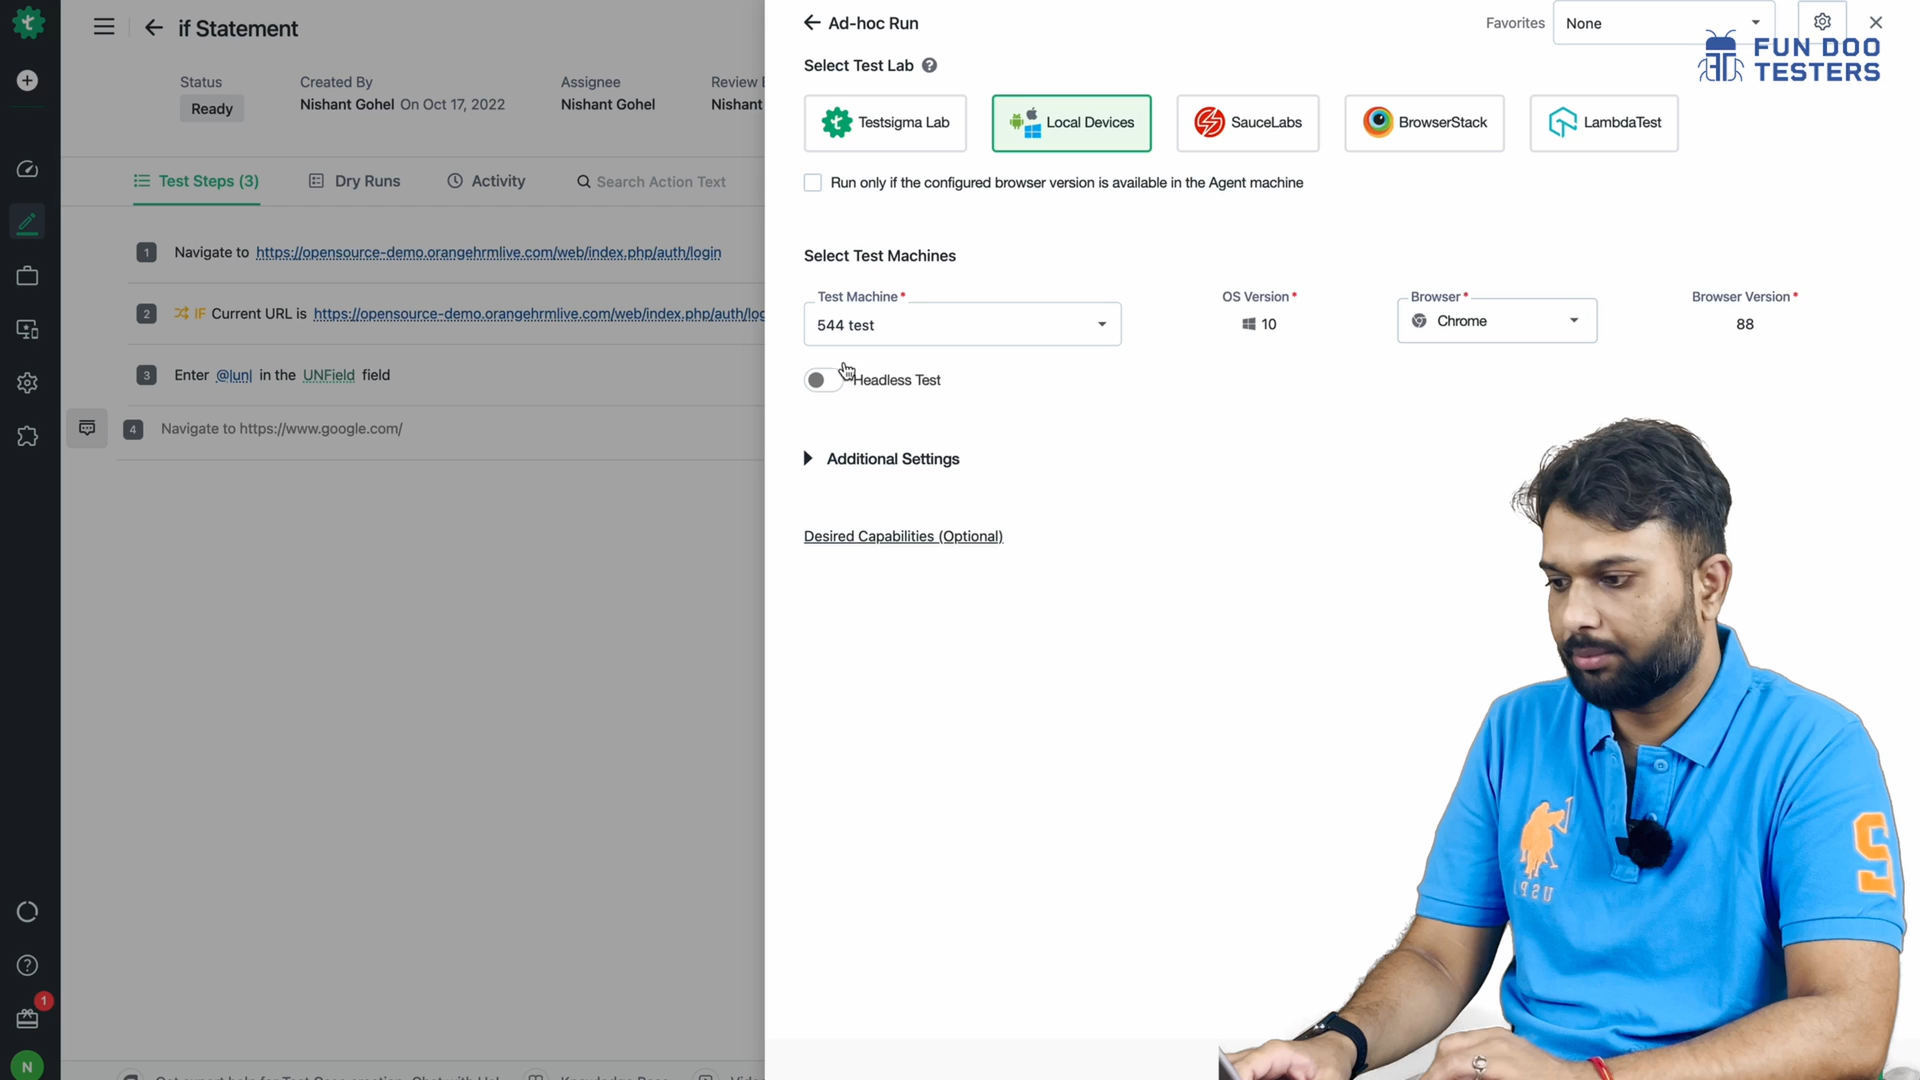 if Statement
Status
Ready
Created By
Nishant Gohel On Oct 17, 2022
Assignee
Nishant Gohel
Review
Nishant
Test Steps (3)
Dry Runs
Activity
Search Action Text
1 Navigate to https://opensource-demo.orangehrmlive.com/web/index.php/auth/login
2 IF Current URL is https://opensource-demo.orangehrmlive.com/web/index.php/auth/log
3 Enter @|un| in the UNField field
4 Navigate to https://www.google.com/
1
N
Ad-hoc Run
Favorites
None
FUN DOO
TESTERS
Select Test Lab
Testsigma Lab
Local Devices
SauceLabs
BrowserStack
LambdaTest
Run only if the configured browser version is available in the Agent machine
Select Test Machines
Test Machine*
544 test
OS Version*
10
Browser*
Chrome
Browser Version*
88
Headless Test
Additional Settings
Desired Capabilities (Optional)